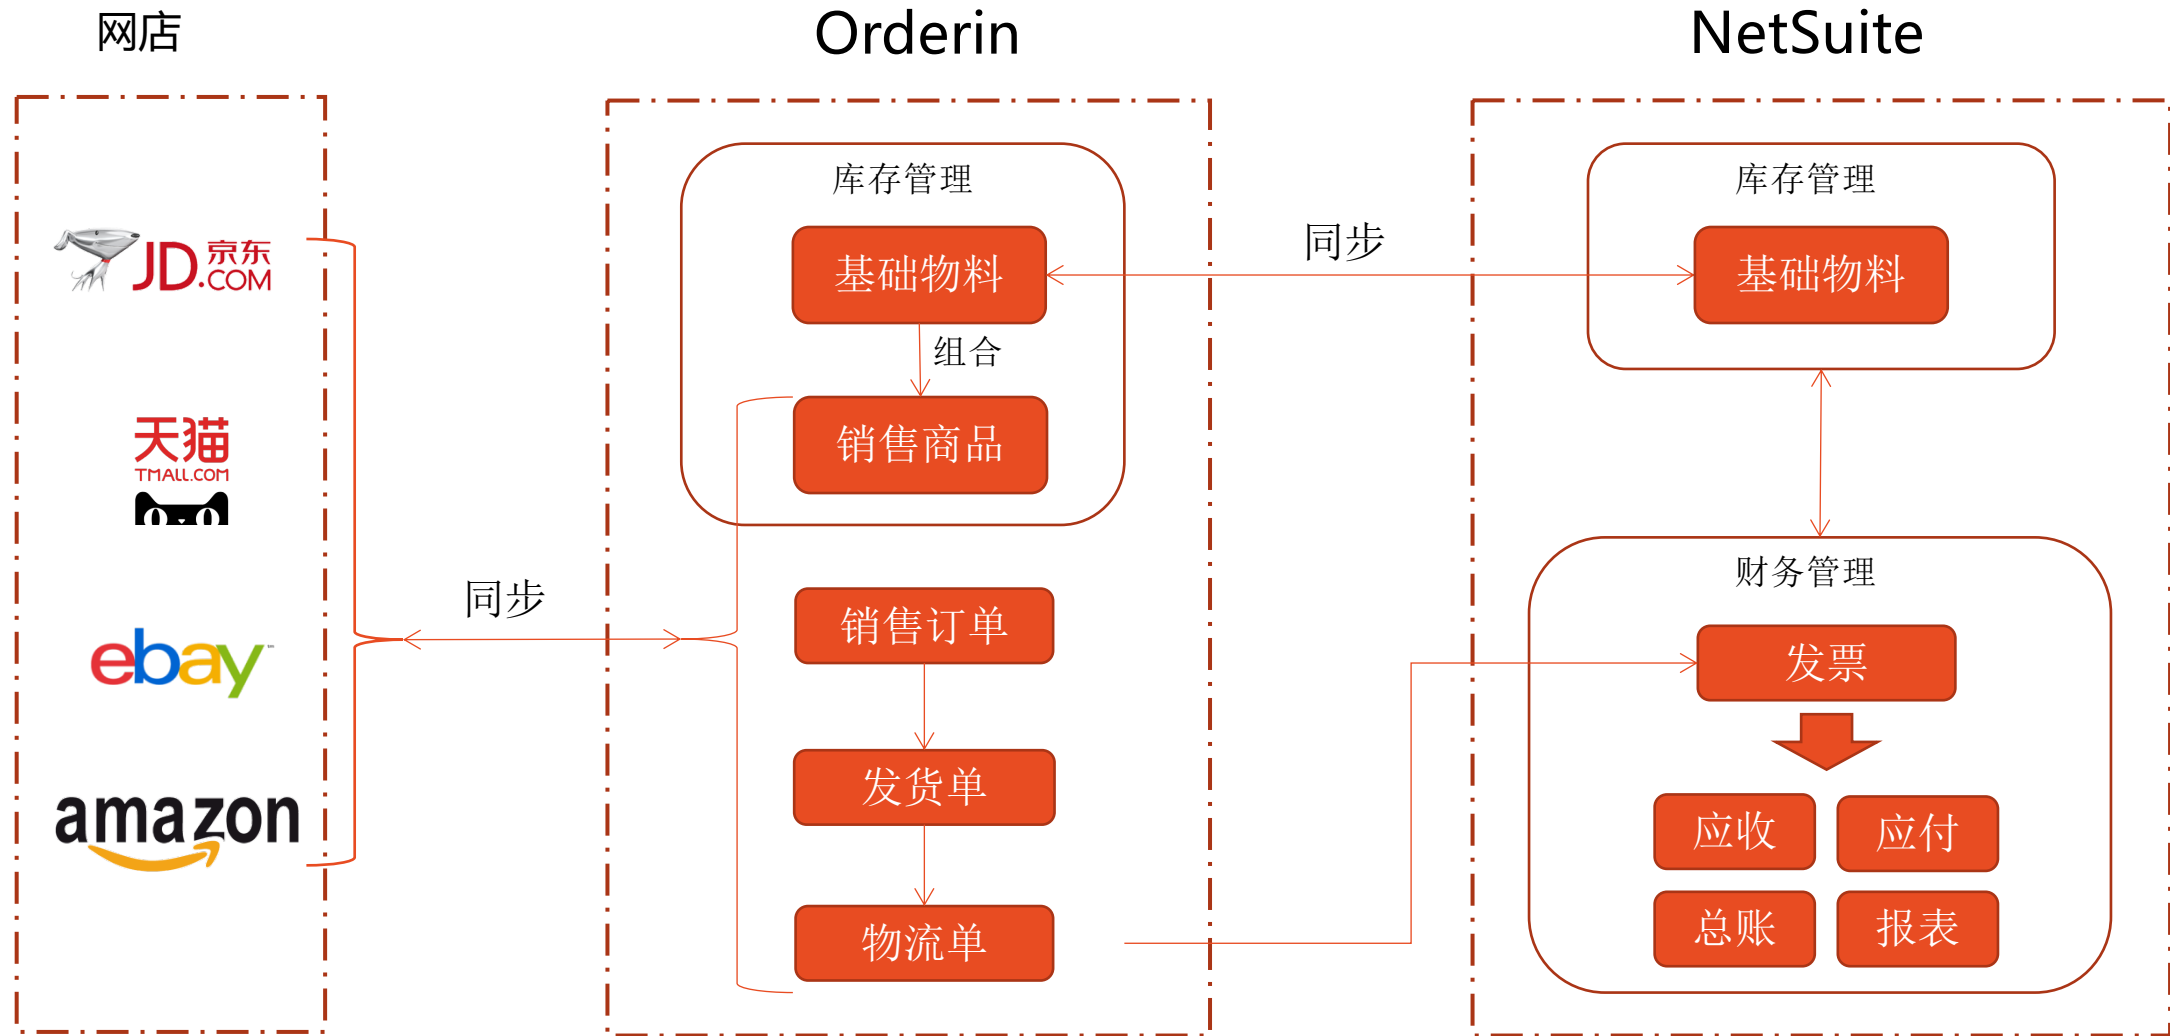 网店
Orderin
NetSuite
JD.COM 京东
天猫
TMALL.COM
ebay
amazon
同步
库存管理
基础物料
组合
销售商品
销售订单
发货单
物流单
同步
库存管理
基础物料
财务管理
发票
应收
应付
总账
报表